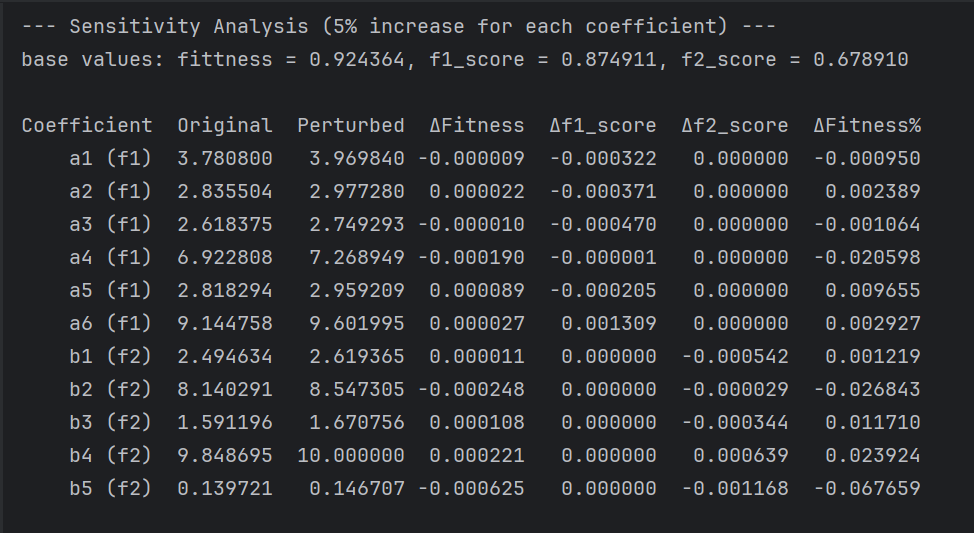 --- Sensitivity Analysis (5% increase for each coefficient) ---
base values: fittness = 0.924364, f1_score = 0.874911, f2_score = 0.678910
Coefficient Original Perturbed ΔFitness Δf1_score Δf2_score ΔFitness%
a1 (f1) 3.780800 3.969840 -0.000009 -0.000322 0.000000 -0.000950
a2 (f1) 2.835504 2.977280 0.000022 -0.000371 0.000000 0.002389
a3 (f1) 2.618375 2.749293 -0.000010 -0.000470 0.000000 -0.001064
a4 (f1) 6.922808 7.268949 -0.000190 -0.000001 0.000000 -0.020598
a5 (f1) 2.818294 2.959209 0.000089 -0.000205 0.000000 0.009655
a6 (f1) 9.144758 9.601995 0.000027 0.001309 0.000000 0.002927
b1 (f2) 2.494634 2.619365 0.000011 0.000000 -0.000542 0.001219
b2 (f2) 8.140291 8.547305 -0.000248 0.000000 -0.000029 -0.026843
b3 (f2) 1.591196 1.670756 0.000108 0.000000 -0.000344 0.011710
b4 (f2) 9.848695 10.000000 0.000221 0.000000 0.000639 0.023924
b5 (f2) 0.139721 0.146707 -0.000625 0.000000 -0.001168 -0.067659